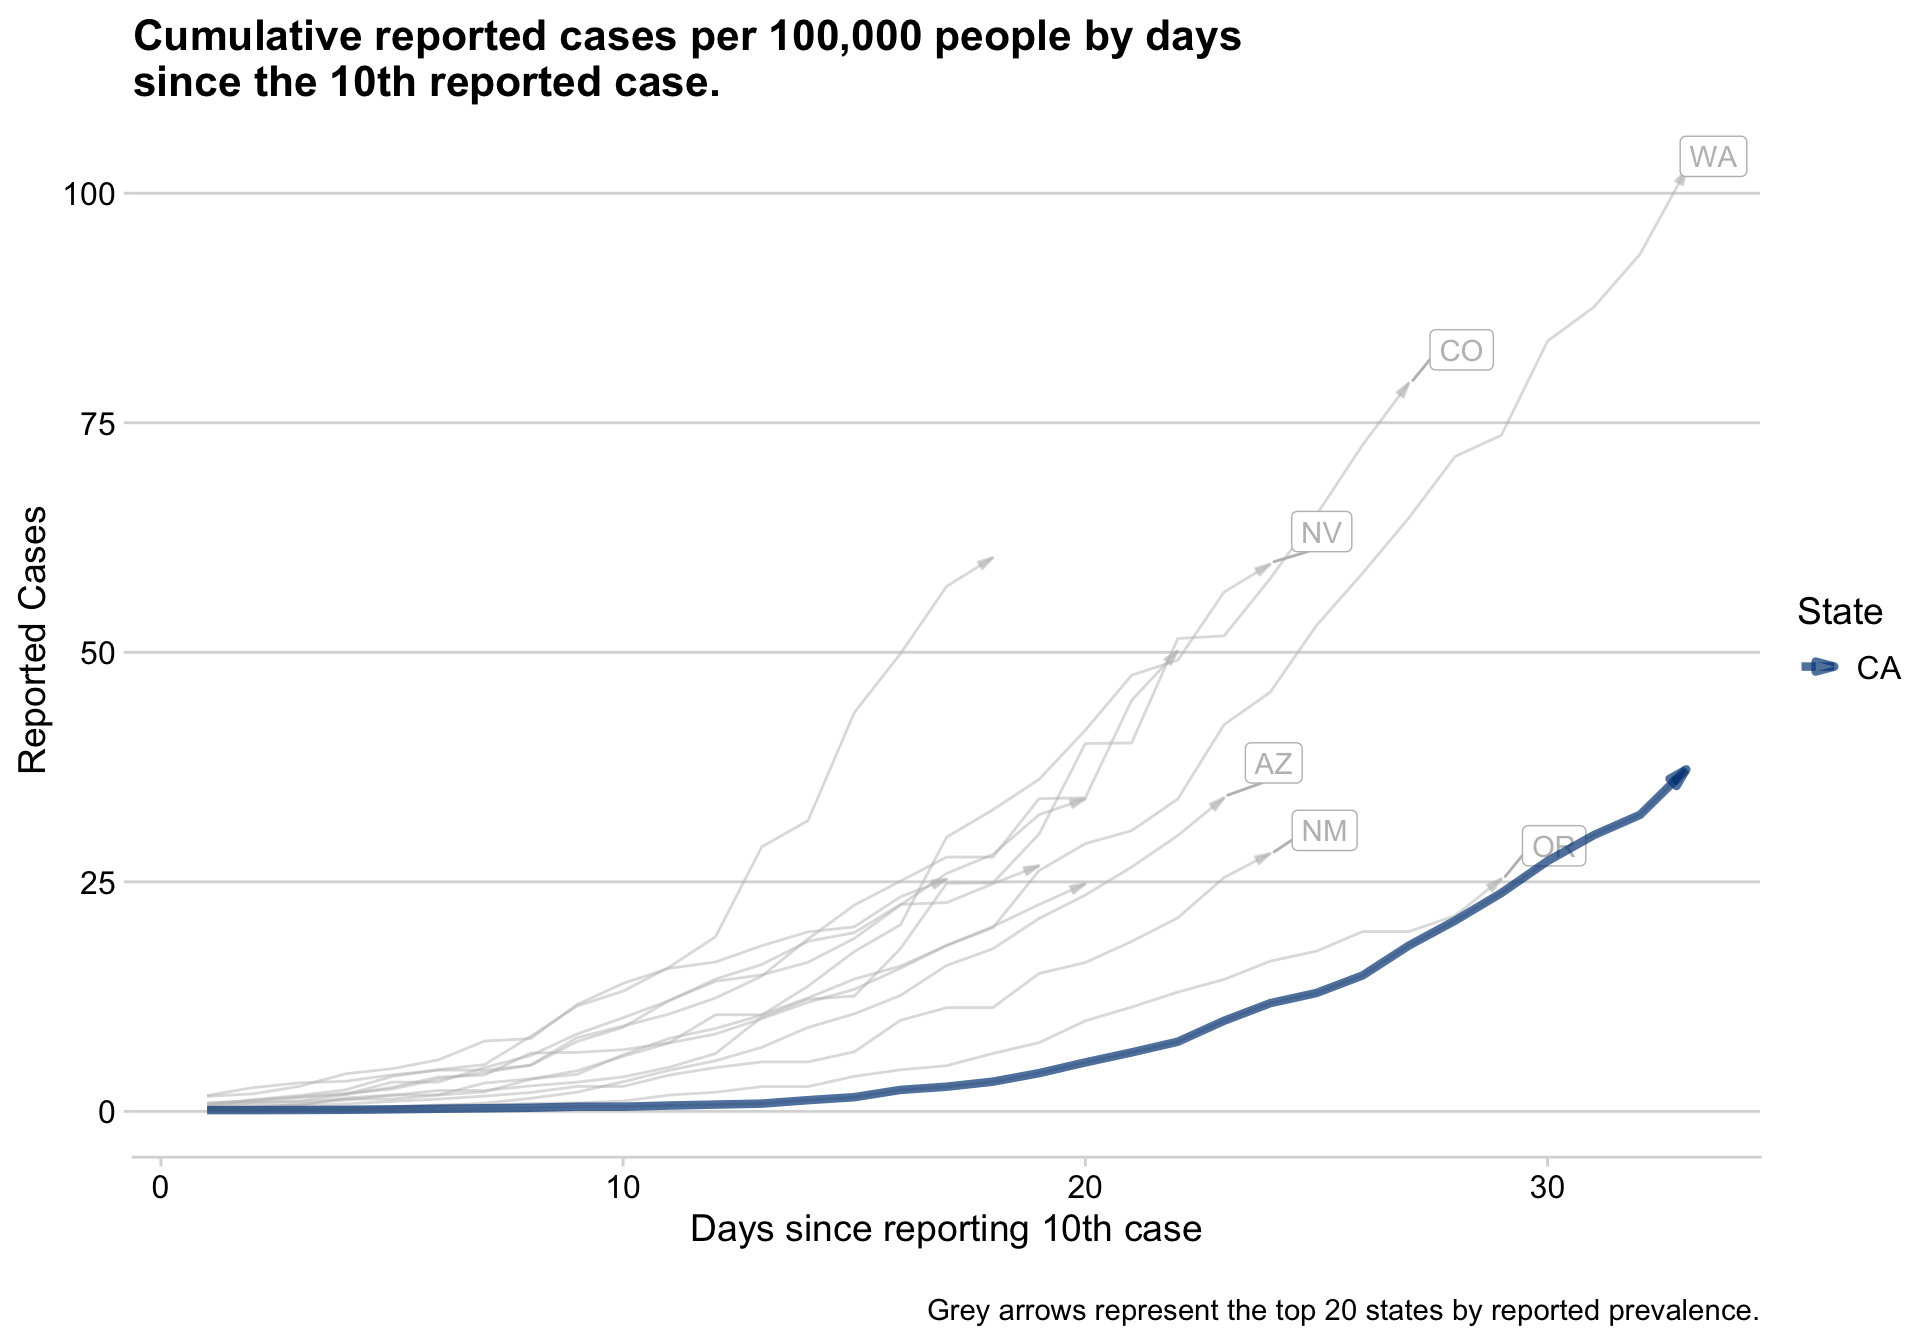 Cumulative reported cases per 100,000 people by days
since the 10th reported case.
WA
100
CO
75
NV
Reported Cases
State
CA
50
AZ
NM
OR
25
0
0 10 20 30
Days since reporting 10th case
Grey arrows represent the top 20 states by reported prevalence.